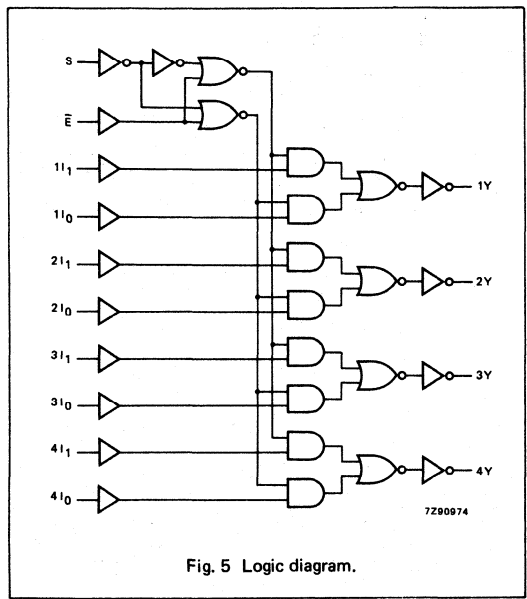 S
E̅
1I₁
1I₀
1Y
2I₁
2I₀
2Y
3I₁
3I₀
3Y
4I₁
4I₀
4Y
7Z90974
Fig. 5 Logic diagram.